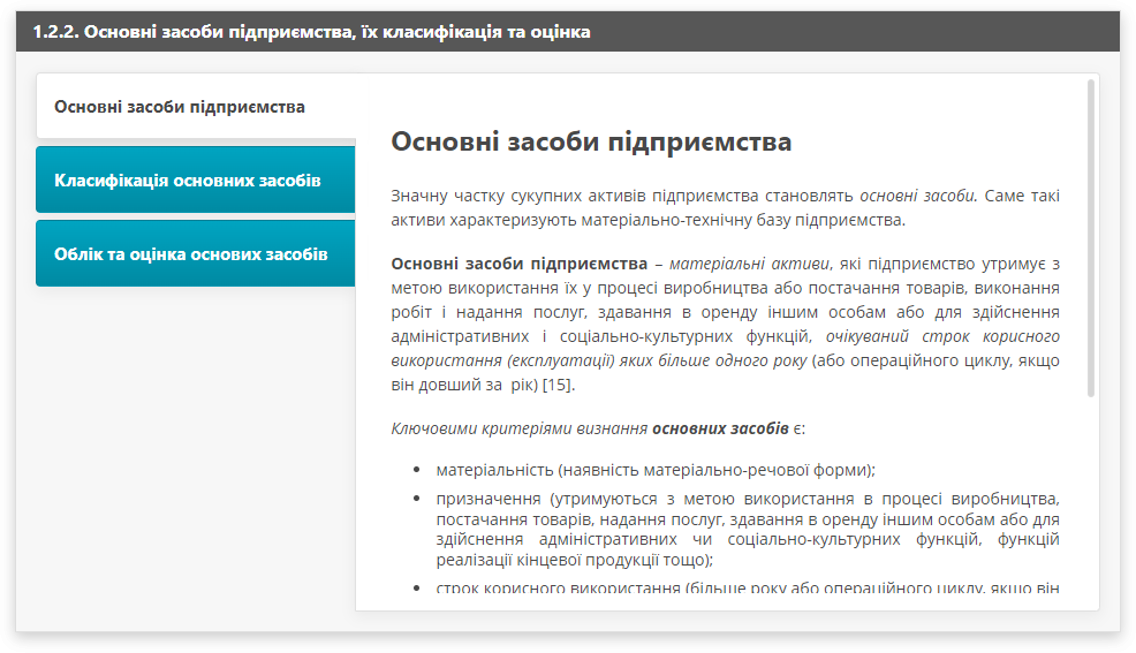 1.2.2. Основні засоби підприємства, їх класифікація та оцінка
Основні засоби підприємства
Класифікація основних засобів
Облік та оцінка основих засобів
Основні засоби підприємства
Значну частку сукупних активів підприємства становлять основні засоби. Саме такі
активи характеризують матеріально-технічну базу підприємства.
Основні засоби підприємства – матеріальні активи, які підприємство утримує з
метою використання їх у процесі виробництва або постачання товарів, виконання
робіт і надання послуг, здавання в оренду іншим особам або для здійснення
адміністративних і соціально-культурних функцій, очікуваний строк корисного
використання (експлуатації) яких більше одного року (або операційного циклу, якщо
він довший за рік) [15].
Ключовими критеріями визнання основних засобів є:
• матеріальність (наявність матеріально-речової форми);
• призначення (утримуються з метою використання в процесі виробництва,
постачання товарів, надання послуг, здавання в оренду іншим особам або для
здійснення адміністративних чи соціально-культурних функцій, функцій
реалізації кінцевої продукції тощо);
• строк корисного використання (більше року або операційного циклу, якщо він